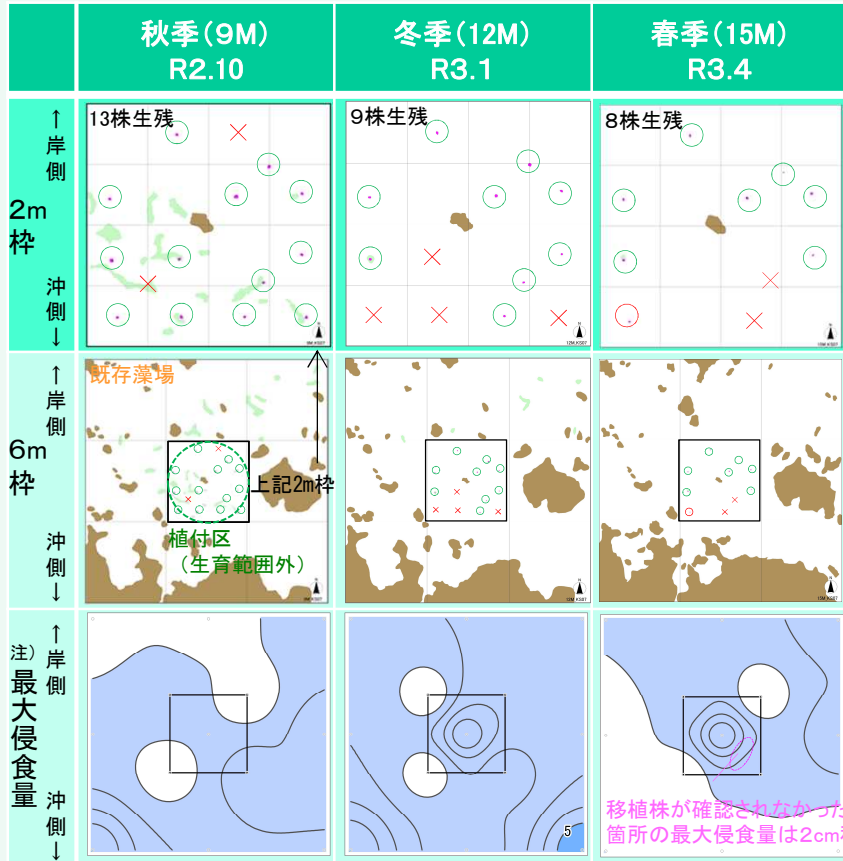 秋季（9M）
R2.10
冬季（12M）
R3.1
春季（15M）
R3.4
↑岸側
2m
枠
沖側↓
13株生残
9株生残
8株生残
↑岸側
6m
枠
沖側↓
既存藻場
上記2m枠
植付区
（生育範囲外）
注）
↑岸側
最大侵食量
沖側↓
5
移植株が確認されなかった
箇所の最大侵食量は2cm